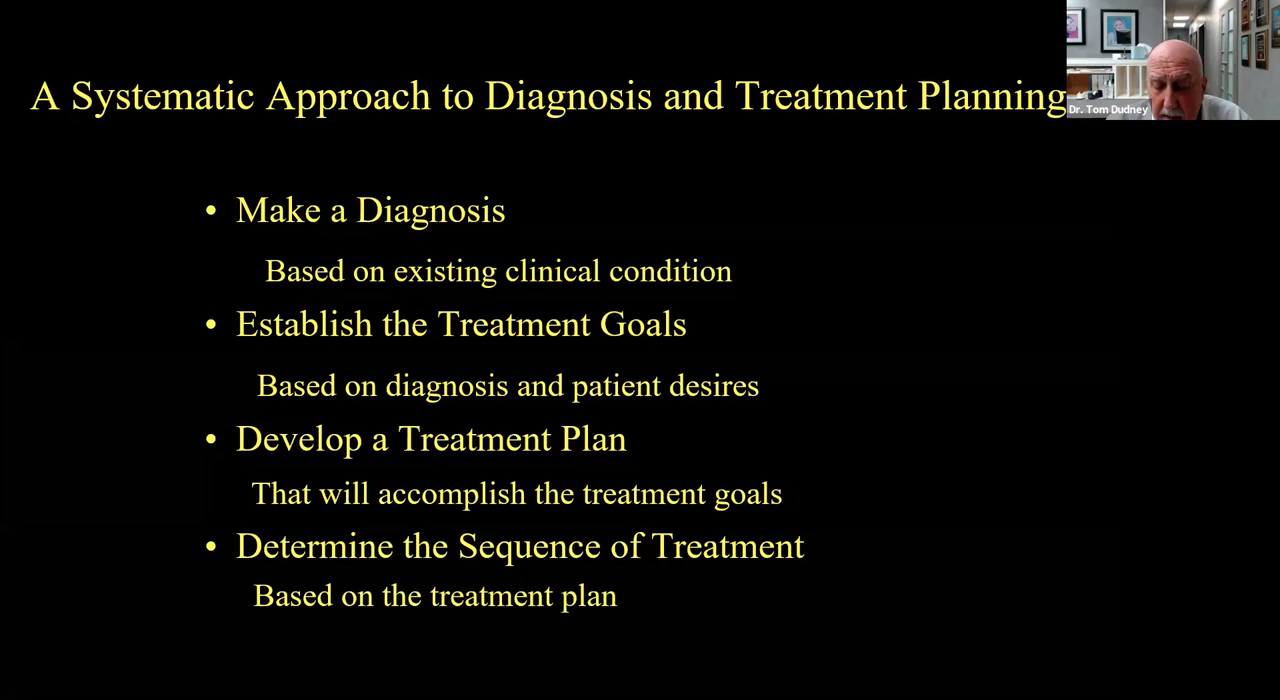 A Systematic Approach to Diagnosis and Treatment Planning
Dr. Tom Dudney
• Make a Diagnosis
Based on existing clinical condition
• Establish the Treatment Goals
Based on diagnosis and patient desires
• Develop a Treatment Plan
That will accomplish the treatment goals
• Determine the Sequence of Treatment
Based on the treatment plan